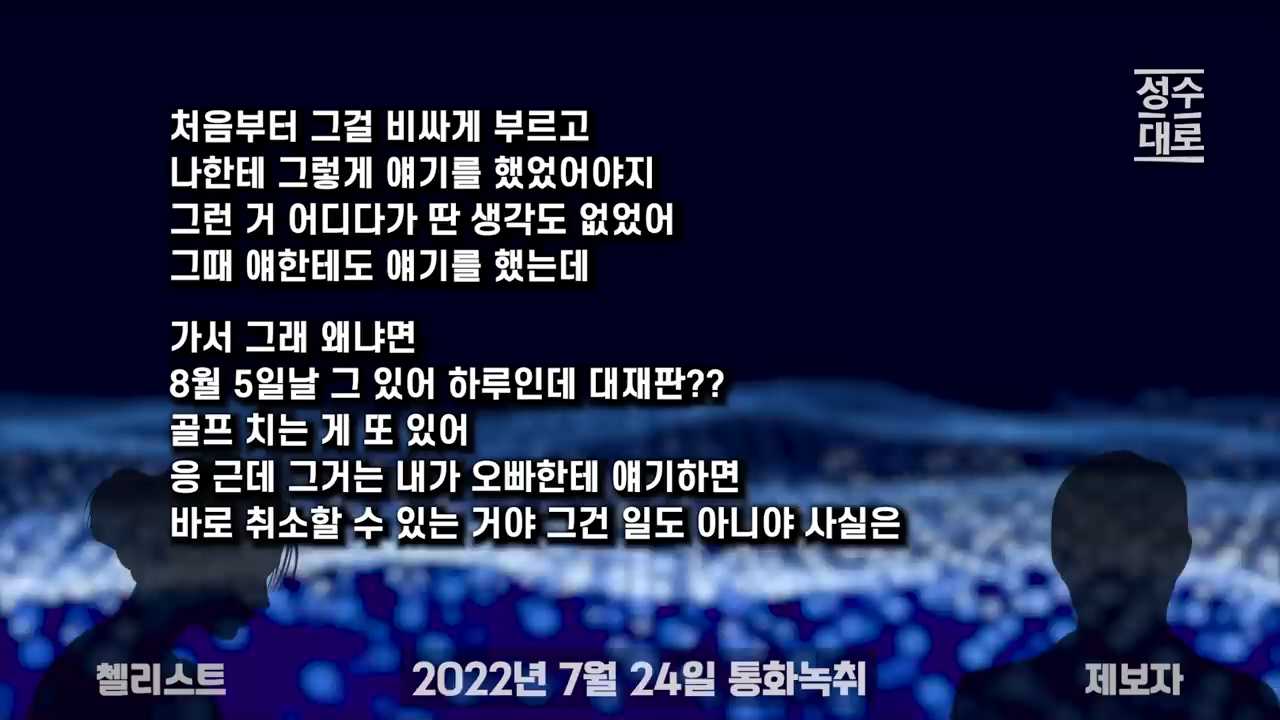 성수
대로
처음부터 그걸 비싸게 부르고
나한테 그렇게 얘기를 했었어야지
그런 거 어디다가 딴 생각도 없었어
그때 얘한테도 얘기를 했는데
가서 그래 왜냐면
8월 5일날 그 있어 하루인데 대재판??
골프 치는 게 또 있어
응 근데 그거는 내가 오빠한테 얘기하면
바로 취소할 수 있는 거야 그건 일도 아니야 사실은
첼리스트
2022년 7월 24일 통화녹취
제보자